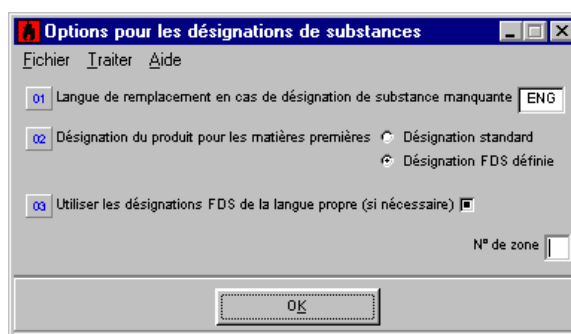 Options pour les désignations de substances
Fichier Traiter Aide
01 Langue de remplacement en cas de désignation de substance manquante ENG
02 Désignation du produit pour les matières premières Désignation standard
Désignation FDS définie
03 Utiliser les désignations FDS de la langue propre (si nécessaire)
N° de zone
OK